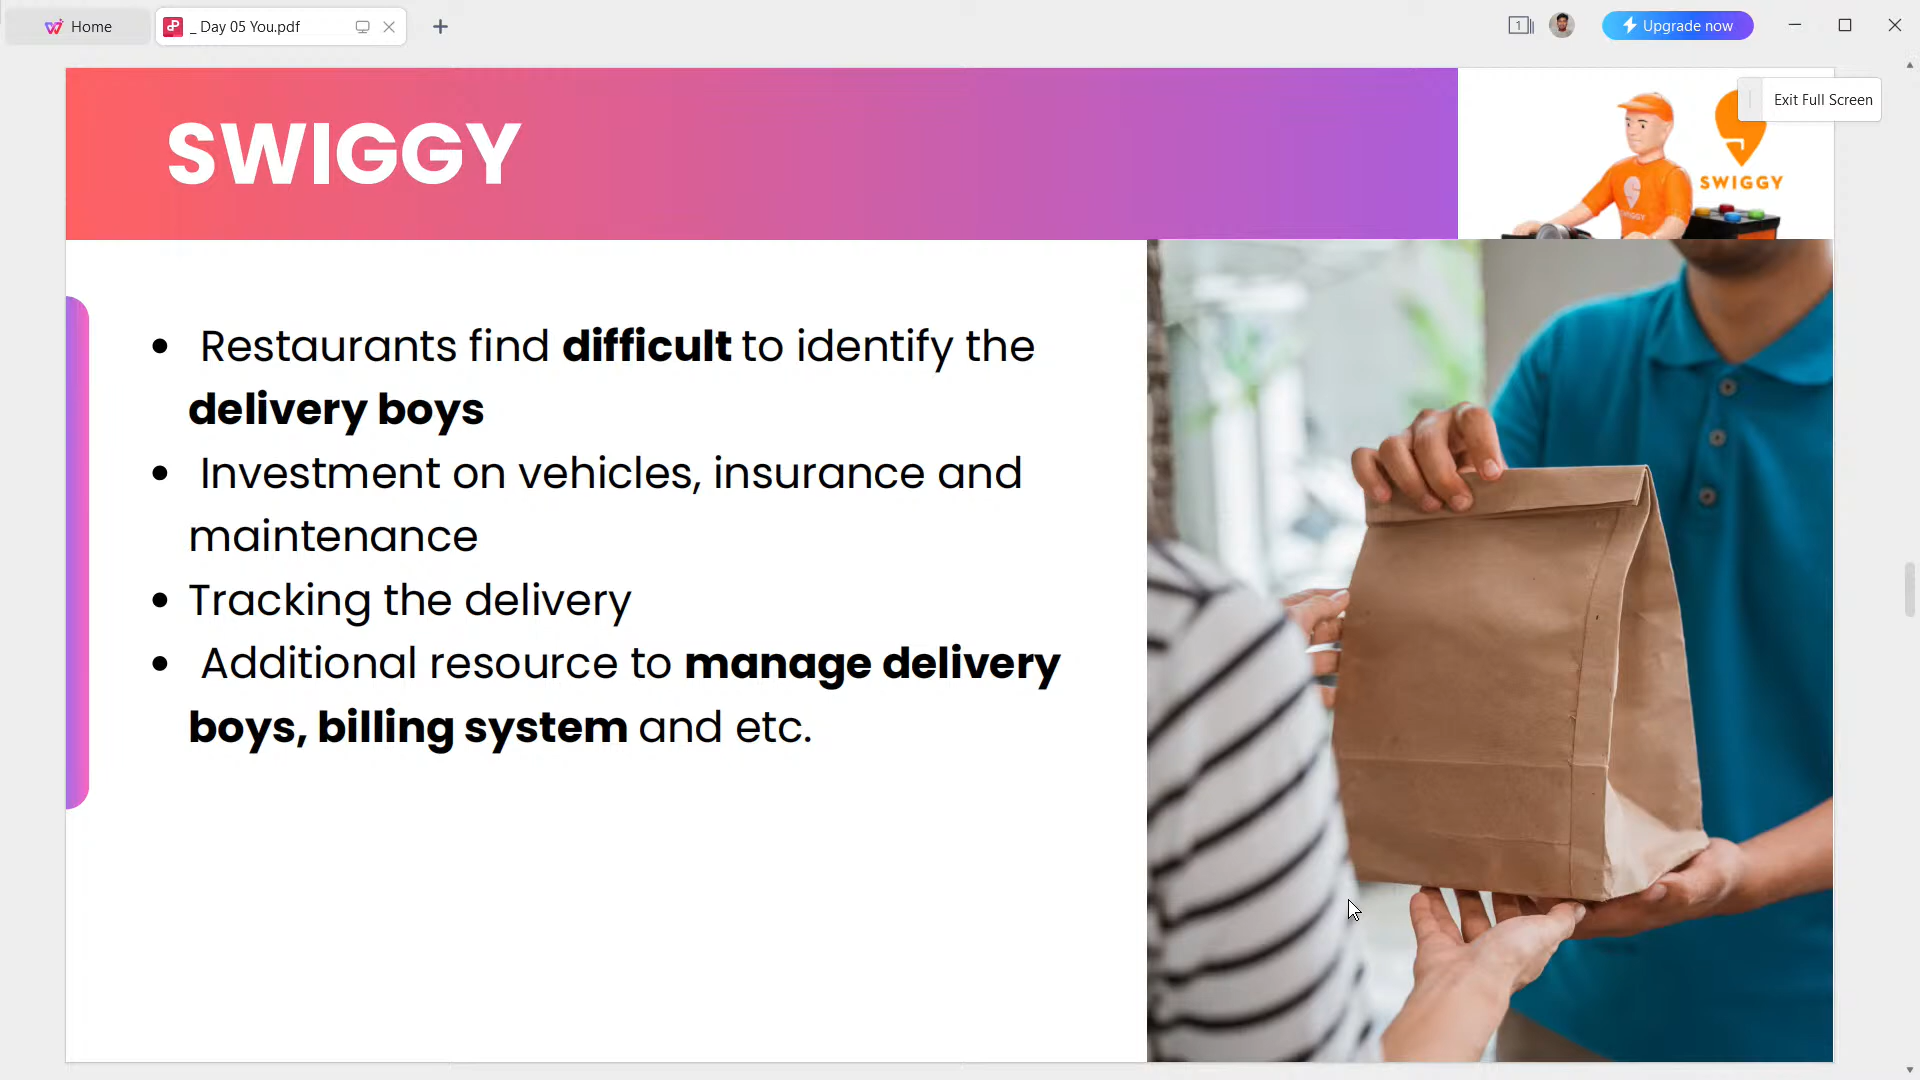 Home
_ Day 05 You.pdf
1
Upgrade now
Exit Full Screen
SWIGGY
SWIGGY
SWIGGY
• Restaurants find difficult to identify the
delivery boys
• Investment on vehicles, insurance and
maintenance
• Tracking the delivery
• Additional resource to manage delivery
boys, billing system and etc.